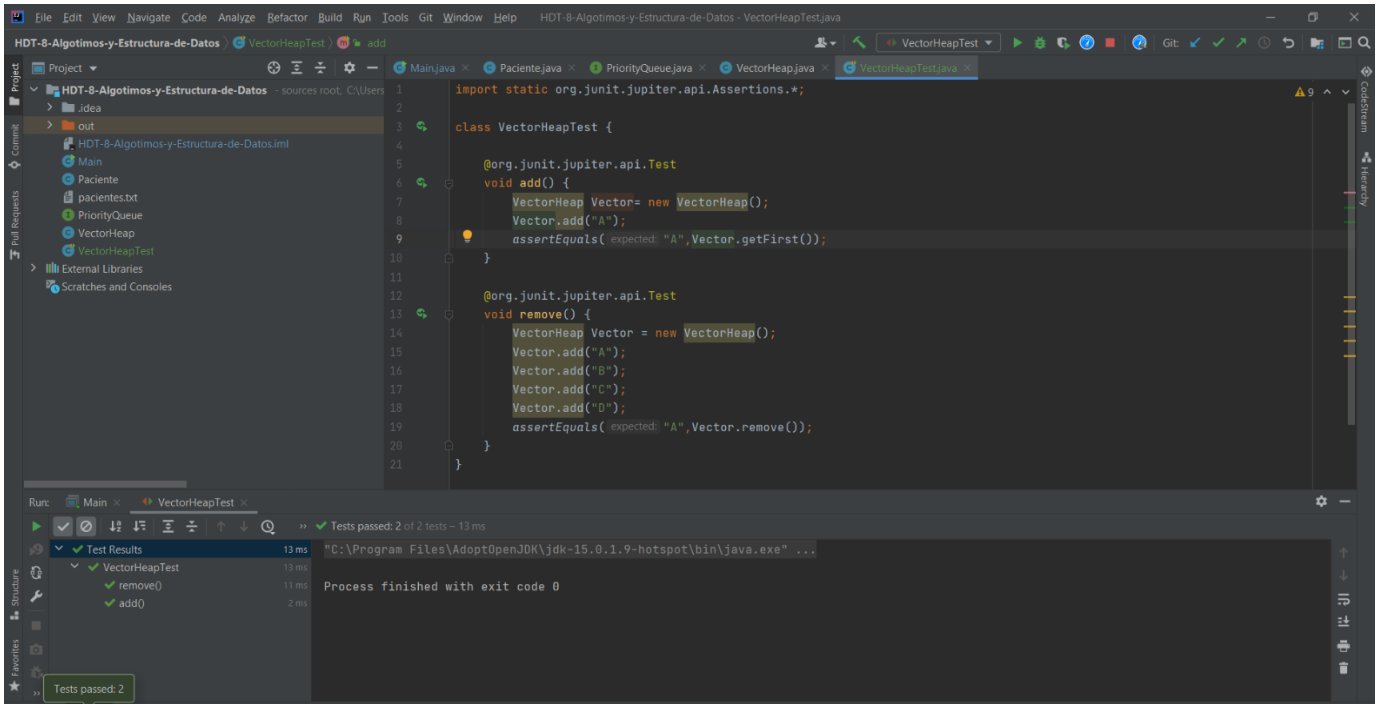 File Edit View Navigate Code Analyze Refactor Build Run Tools Git Window Help HDT-8-Algotimos-y-Estructura-de-Datos - VectorHeapTest.java
HDT-8-Algotimos-y-Estructura-de-Datos VectorHeapTest add VectorHeapTest Git:
Project
Main.java Paciente.java PriorityQueue.java VectorHeap.java VectorHeapTest.java
HDT-8-Algotimos-y-Estructura-de-Datos - sources root, C:\Users
.idea
out
HDT-8-Algotimos-y-Estructura-de-Datos.iml
Main
Paciente
pacientes.txt
PriorityQueue
VectorHeap
VectorHeapTest
External Libraries
Scratches and Consoles
Project
Commit
Pull Requests
Structure
Favorites
1 import static org.junit.jupiter.api.Assertions.*;
2
3 class VectorHeapTest {
4
5 @org.junit.jupiter.api.Test
6 void add() {
7 VectorHeap Vector= new VectorHeap();
8 Vector.add("A");
9 assertEquals( expected: "A",Vector.getFirst());
10 }
11
12 @org.junit.jupiter.api.Test
13 void remove() {
14 VectorHeap Vector = new VectorHeap();
15 Vector.add("A");
16 Vector.add("B");
17 Vector.add("C");
18 Vector.add("D");
19 assertEquals( expected: "A",Vector.remove());
20 }
21 }
9
CodeStream
Hierarchy
Run: Main VectorHeapTest
Tests passed: 2 of 2 tests – 13 ms
Test Results 13 ms
VectorHeapTest 13 ms
remove() 11 ms
add() 2 ms
"C:\Program Files\AdoptOpenJDK\jdk-15.0.1.9-hotspot\bin\java.exe" ...
Process finished with exit code 0
Tests passed: 2